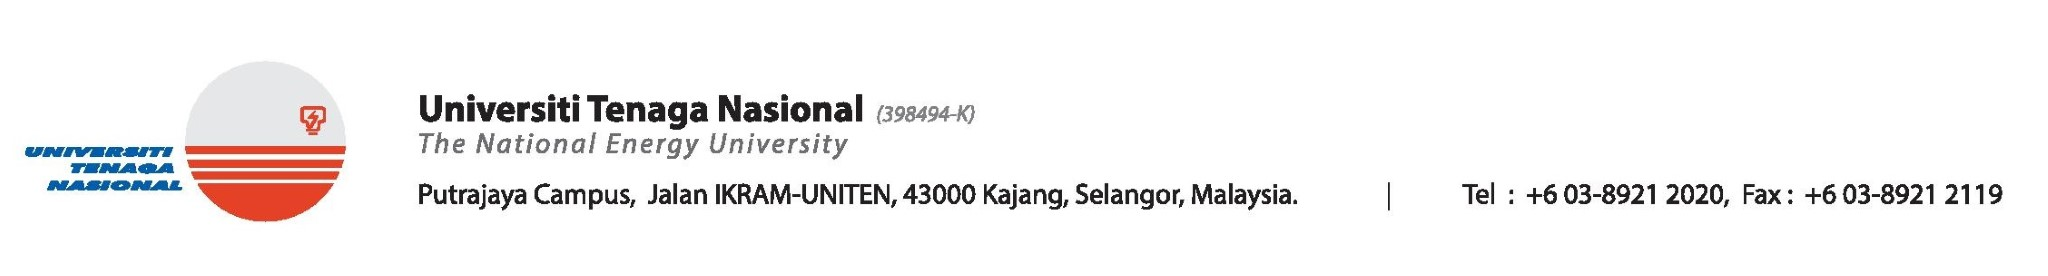 UNIVERSITI
TENAGA
NASIONAL
Universiti Tenaga Nasional (398494-K)
The National Energy University
Putrajaya Campus, Jalan IKRAM-UNITEN, 43000 Kajang, Selangor, Malaysia. | Tel : +6 03-8921 2020, Fax : +6 03-8921 2119